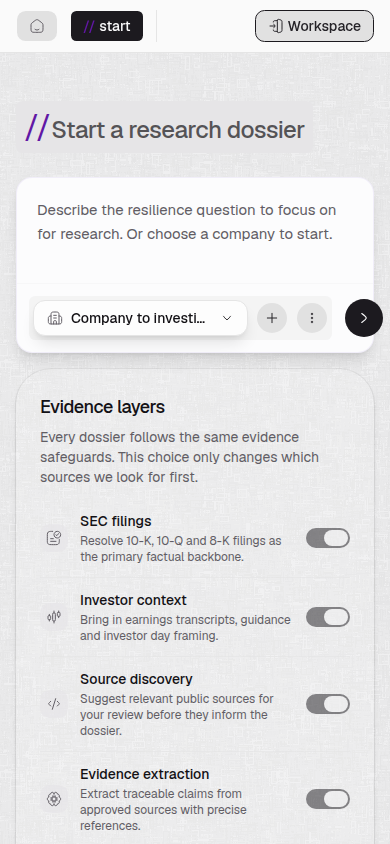 // start
Workspace
// Start a research dossier
Describe the resilience question to focus on
for research. Or choose a company to start.
Company to investi...
Evidence layers
Every dossier follows the same evidence
safeguards. This choice only changes which
sources we look for first.
SEC filings
Resolve 10-K, 10-Q and 8-K filings as
the primary factual backbone.
Investor context
Bring in earnings transcripts, guidance
and investor day framing.
Source discovery
Suggest relevant public sources for
your review before they inform the
dossier.
Evidence extraction
Extract traceable claims from
approved sources with precise
references.